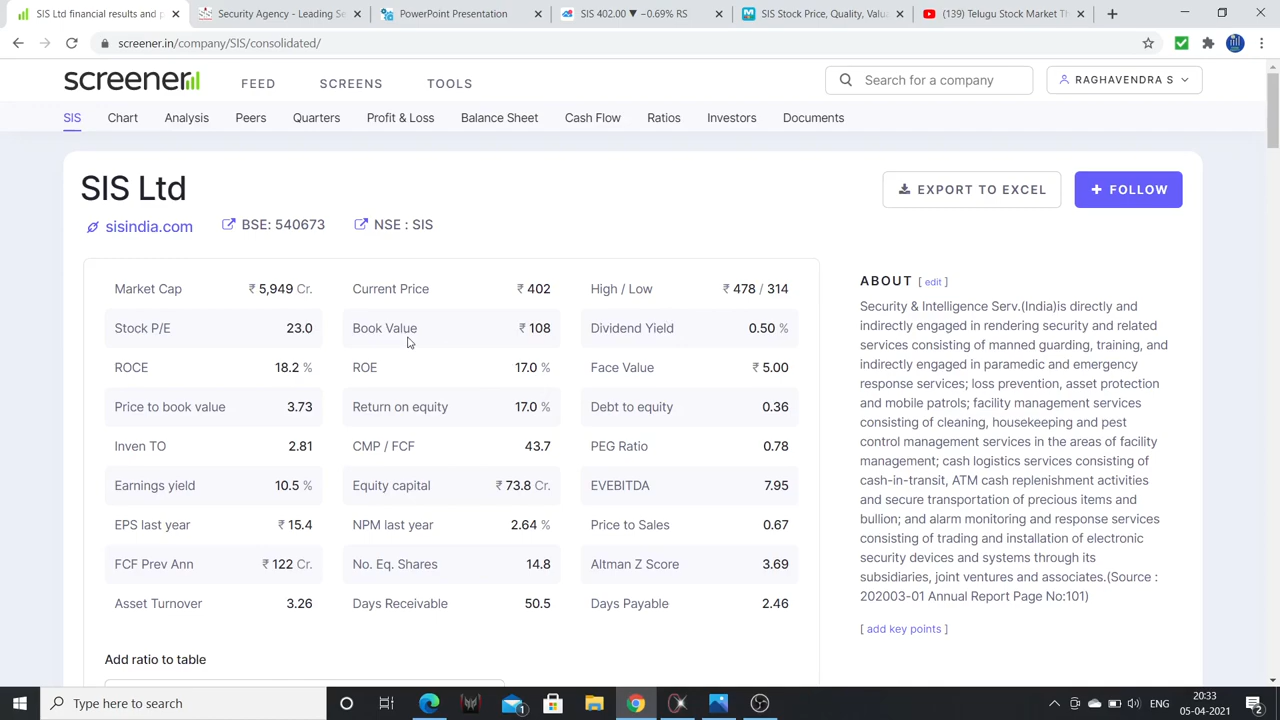 SIS Ltd financial results and p
Security Agency - Leading Se
PowerPoint Presentation
SIS 402.00 ▼ −0.69% RS
SIS Stock Price, Quality, Valu
(139) Telugu Stock Market T
screener.in/company/SIS/consolidated/
screener
FEED SCREENS TOOLS
Search for a company
RAGHAVENDRA S
SIS Chart Analysis Peers Quarters Profit & Loss Balance Sheet Cash Flow Ratios Investors Documents
SIS Ltd
EXPORT TO EXCEL
+ FOLLOW
sisindia.com BSE: 540673 NSE : SIS
Market Cap ₹ 5,949 Cr. Current Price ₹ 402 High / Low ₹ 478 / 314
Stock P/E 23.0 Book Value ₹ 108 Dividend Yield 0.50 %
ROCE 18.2 % ROE 17.0 % Face Value ₹ 5.00
Price to book value 3.73 Return on equity 17.0 % Debt to equity 0.36
Inven TO 2.81 CMP / FCF 43.7 PEG Ratio 0.78
Earnings yield 10.5 % Equity capital ₹ 73.8 Cr. EVEBITDA 7.95
EPS last year ₹ 15.4 NPM last year 2.64 % Price to Sales 0.67
FCF Prev Ann ₹ 122 Cr. No. Eq. Shares 14.8 Altman Z Score 3.69
Asset Turnover 3.26 Days Receivable 50.5 Days Payable 2.46
Add ratio to table
ABOUT [ edit ]
Security & Intelligence Serv.(India)is directly and
indirectly engaged in rendering security and related
services consisting of manned guarding, training, and
indirectly engaged in paramedic and emergency
response services; loss prevention, asset protection
and mobile patrols; facility management services
consisting of cleaning, housekeeping and pest
control management services in the areas of facility
management; cash logistics services consisting of
cash-in-transit, ATM cash replenishment activities
and secure transportation of precious items and
bullion; and alarm monitoring and response services
consisting of trading and installation of electronic
security devices and systems through its
subsidiaries, joint ventures and associates.(Source :
202003-01 Annual Report Page No:101)
[ add key points ]
Type here to search
1
ENG
20:33
05-04-2021
2